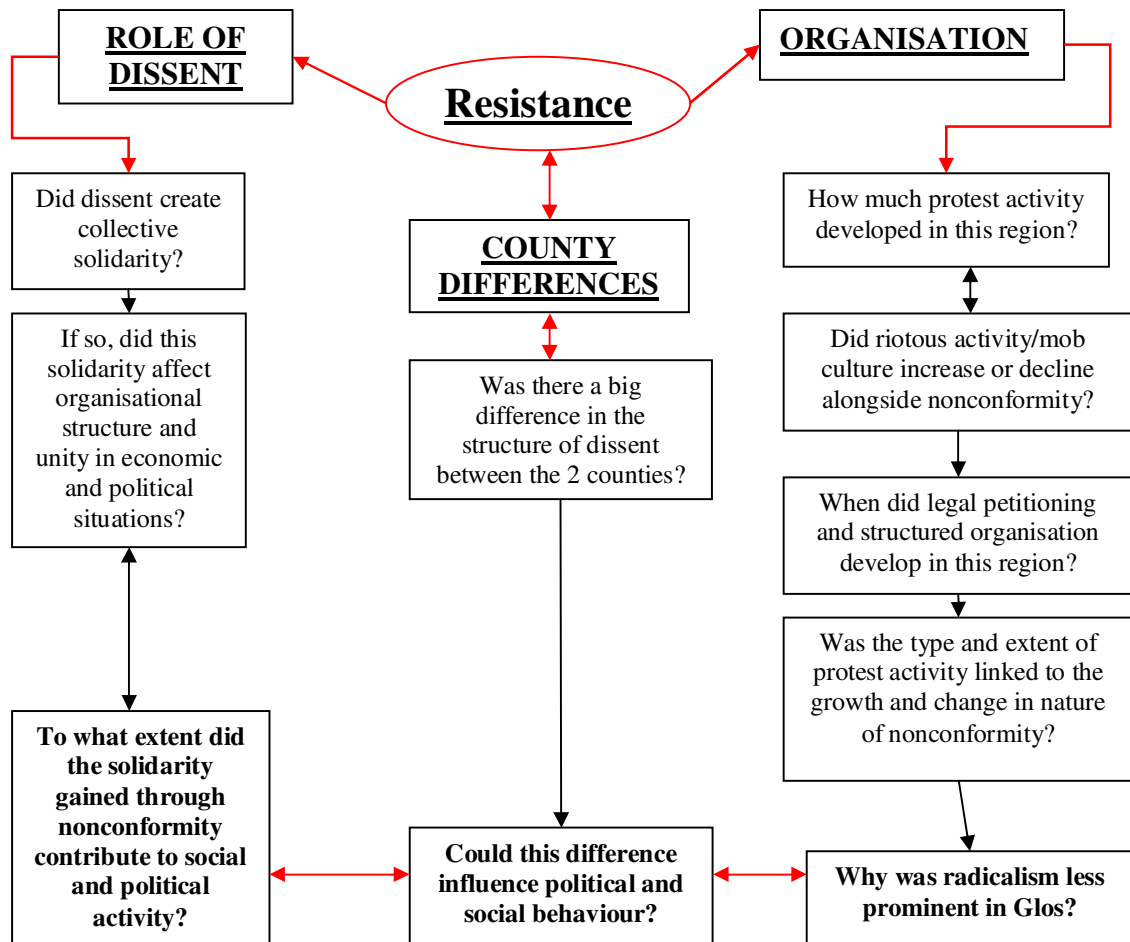 ROLE OF
DISSENT
Resistance
ORGANISATION
Did dissent create
collective
solidarity?
If so, did this
solidarity affect
organisational
structure and
unity in economic
and political
situations?
To what extent did
the solidarity
gained through
nonconformity
contribute to social
and political
activity?
COUNTY
DIFFERENCES
Was there a big
difference in the
structure of dissent
between the 2 counties?
Could this difference
influence political and
social behaviour?
How much protest activity
developed in this region?
Did riotous activity/mob
culture increase or decline
alongside nonconformity?
When did legal petitioning
and structured organisation
develop in this region?
Was the type and extent of
protest activity linked to the
growth and change in nature
of nonconformity?
Why was radicalism less
prominent in Glos?